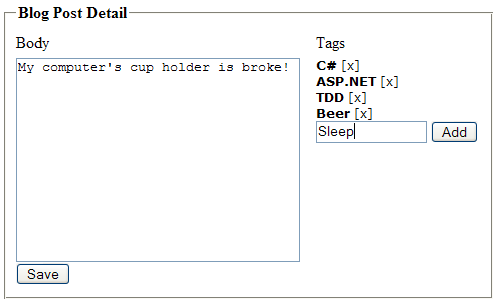 Blog Post Detail
Body
My computer's cup holder is broke!
Save
Tags
C# [x]
ASP.NET [x]
TDD [x]
Beer [x]
Sleep Add